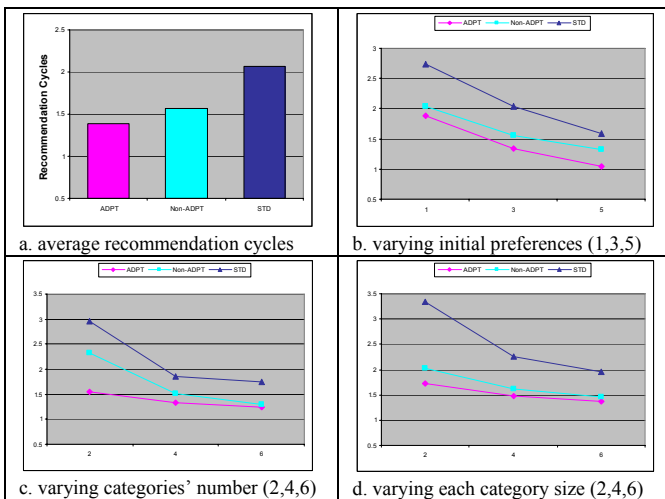 2.5
2
1.5
1
0.5
Recommendation Cycles
ADPT Non-ADPT STD
a. average recommendation cycles
ADPT Non-ADPT STD
3
2.5
2
1.5
1
0.5
1 3 5
b. varying initial preferences (1,3,5)
ADPT Non-ADPT STD
3.5
3
2.5
2
1.5
1
0.5
2 4 6
c. varying categories’ number (2,4,6)
ADPT Non-ADPT STD
3.5
3
2.5
2
1.5
1
0.5
2 4 6
d. varying each category size (2,4,6)